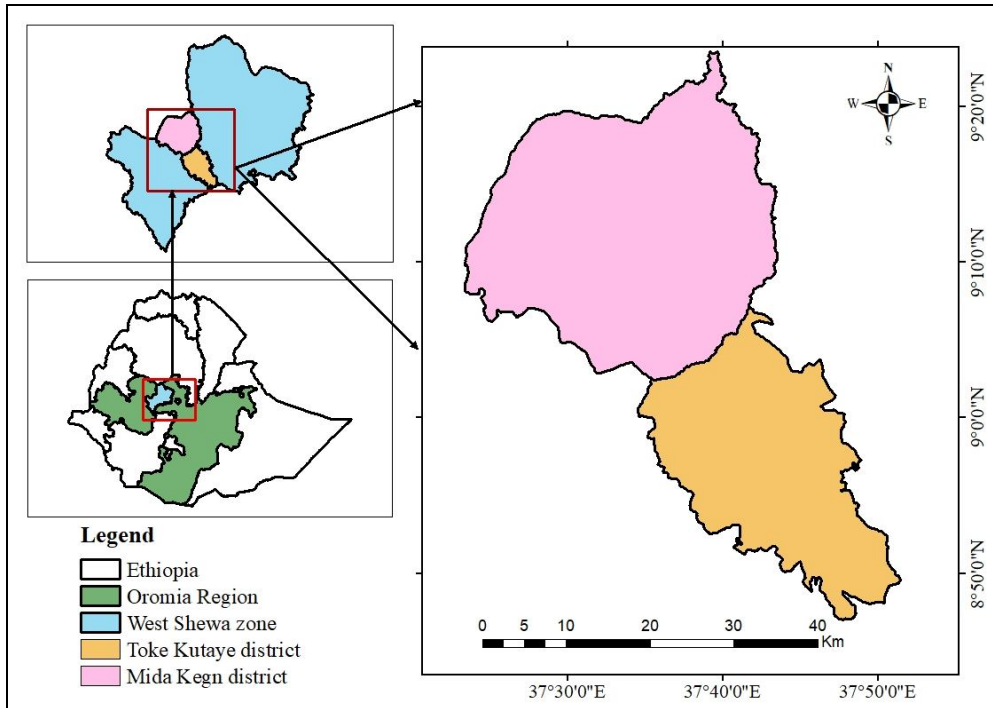 N
W E
S
9°20'0"N
9°10'0"N
9°0'0"N
8°50'0"N
Legend
Ethiopia
Oromia Region
West Shewa zone
Toke Kutaye district
Mida Kegn district
0 5 10 20 30 40
Km
37°30'0"E 37°40'0"E 37°50'0"E